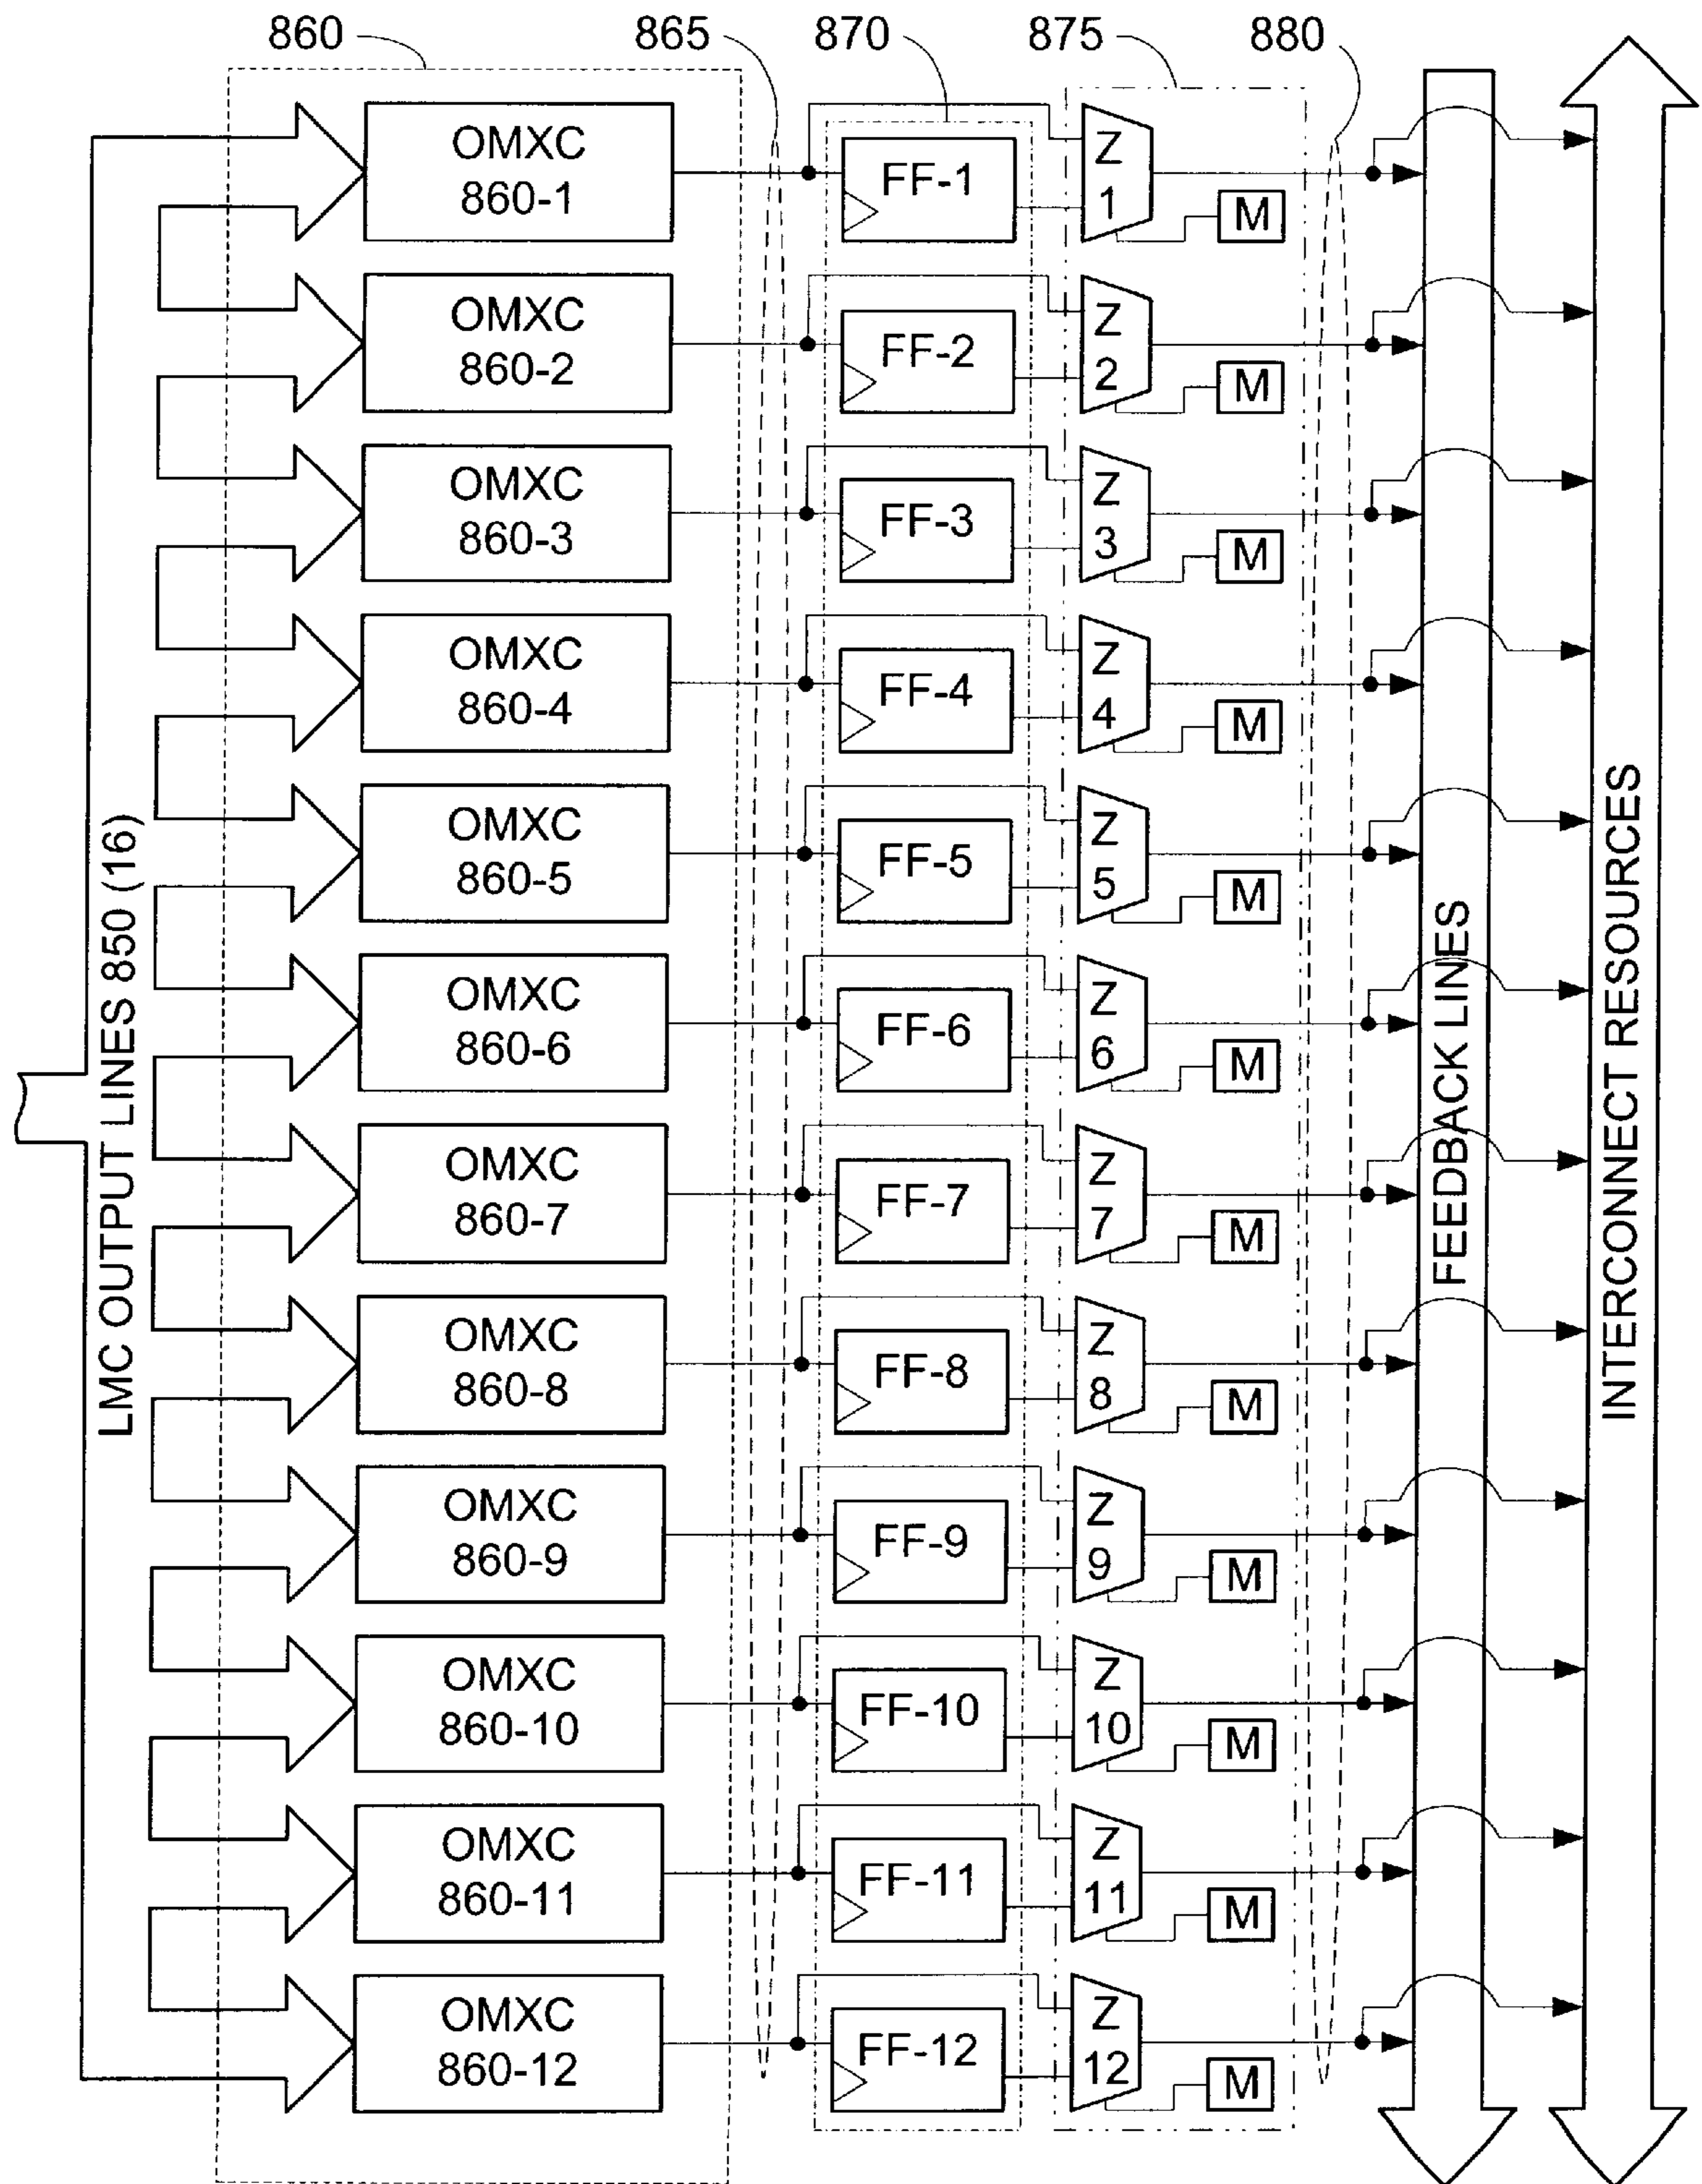 860
865
870
875
880
OMXC
860-1
FF-1
Z
1
M
OMXC
860-2
FF-2
Z
2
M
OMXC
860-3
FF-3
Z
3
M
OMXC
860-4
FF-4
Z
4
M
OMXC
860-5
FF-5
Z
5
M
OMXC
860-6
FF-6
Z
6
M
OMXC
860-7
FF-7
Z
7
M
OMXC
860-8
FF-8
Z
8
M
OMXC
860-9
FF-9
Z
9
M
OMXC
860-10
FF-10
Z
10
M
OMXC
860-11
FF-11
Z
11
M
OMXC
860-12
FF-12
Z
12
M
LMC OUTPUT LINES 850 (16)
FEEDBACK LINES
INTERCONNECT RESOURCES